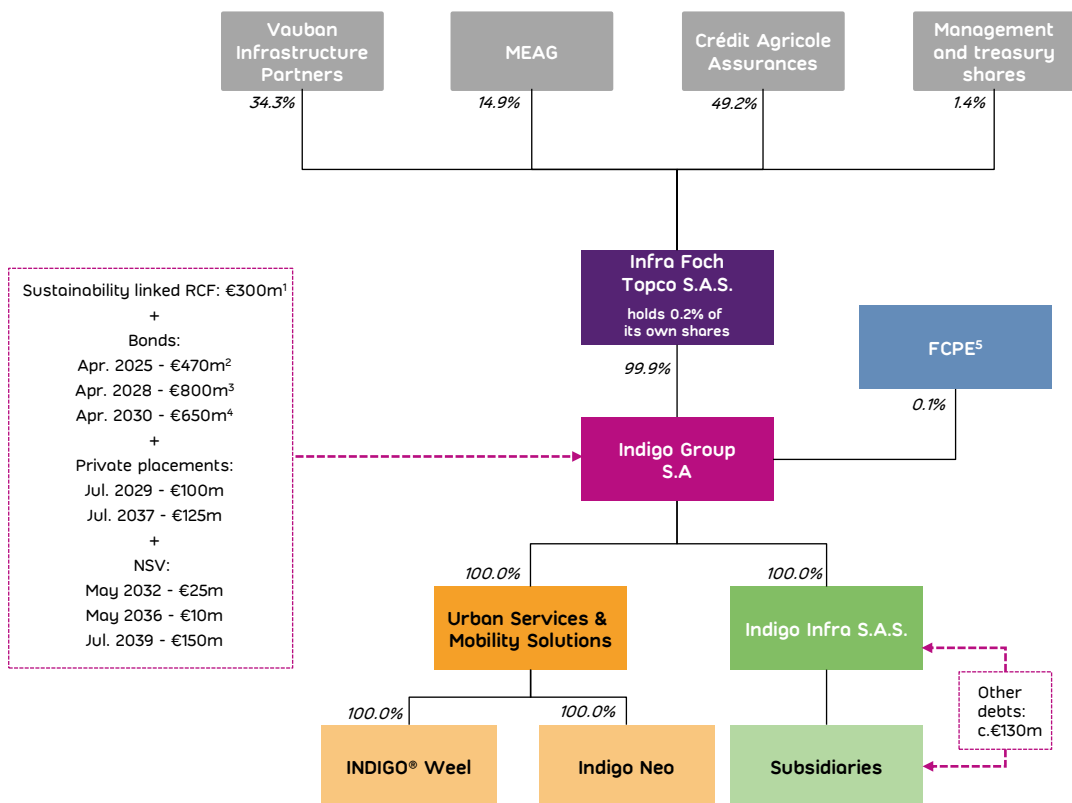 Vauban
Infrastructure
Partners
MEAG
Crédit Agricole
Assurances
Management
and treasury
shares
34.3%
14.9%
49.2%
1.4%
Infra Foch
Topco S.A.S.
holds 0.2% of
its own shares
Sustainability linked RCF: €300m¹
+
Bonds:
Apr. 2025 - €470m²
Apr. 2028 - €800m³
Apr. 2030 - €650m⁴
+
Private placements:
Jul. 2029 - €100m
Jul. 2037 - €125m
+
NSV:
May 2032 - €25m
May 2036 - €10m
Jul. 2039 - €150m
FCPE⁵
99.9%
0.1%
Indigo Group
S.A
100.0%
100.0%
Urban Services &
Mobility Solutions
Indigo Infra S.A.S.
Other
debts:
c.€130m
100.0%
100.0%
INDIGO® Weel
Indigo Neo
Subsidiaries